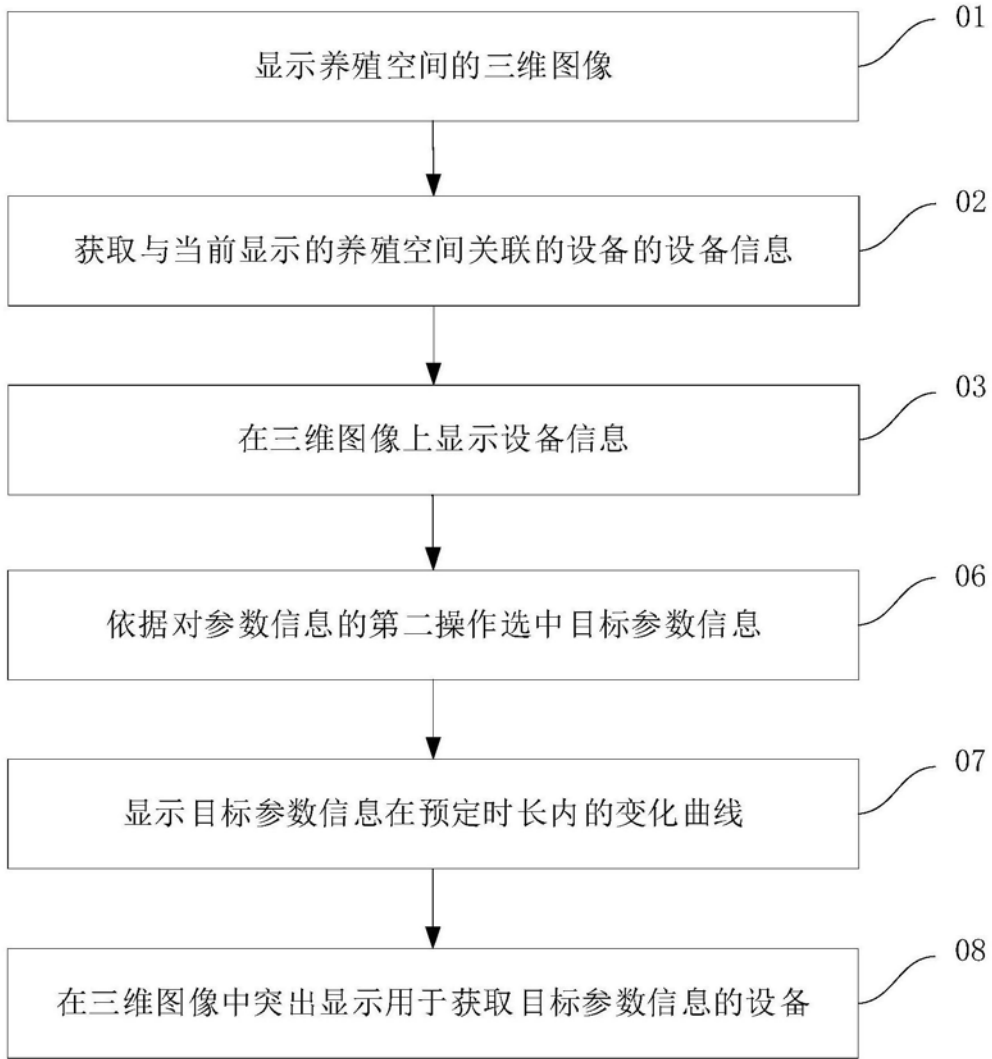 01
显示养殖空间的三维图像
02
获取与当前显示的养殖空间关联的设备的设备信息
03
在三维图像上显示设备信息
06
依据对参数信息的第二操作选中目标参数信息
07
显示目标参数信息在预定时长内的变化曲线
08
在三维图像中突出显示用于获取目标参数信息的设备